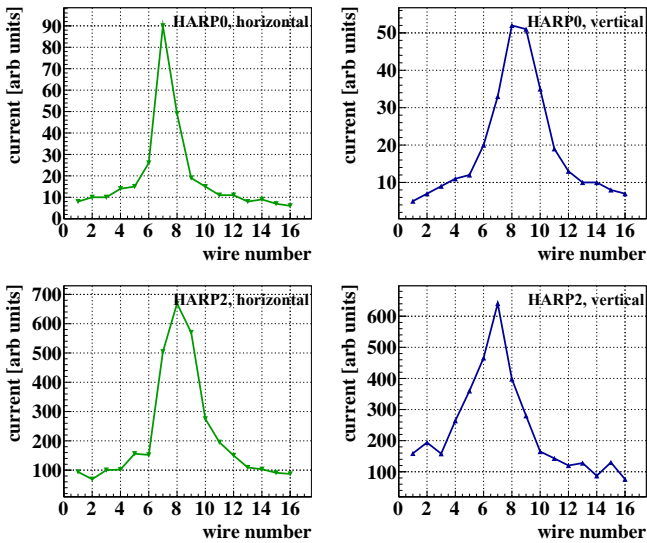 HARP0, horizontal
current [arb units]
90
80
70
60
50
40
30
20
10
0
0 2 4 6 8 10 12 14 16
wire number
HARP0, vertical
current [arb units]
50
40
30
20
10
0 2 4 6 8 10 12 14 16
wire number
HARP2, horizontal
current [arb units]
700
600
500
400
300
200
100
0 2 4 6 8 10 12 14 16
wire number
HARP2, vertical
current [arb units]
600
500
400
300
200
100
0 2 4 6 8 10 12 14 16
wire number